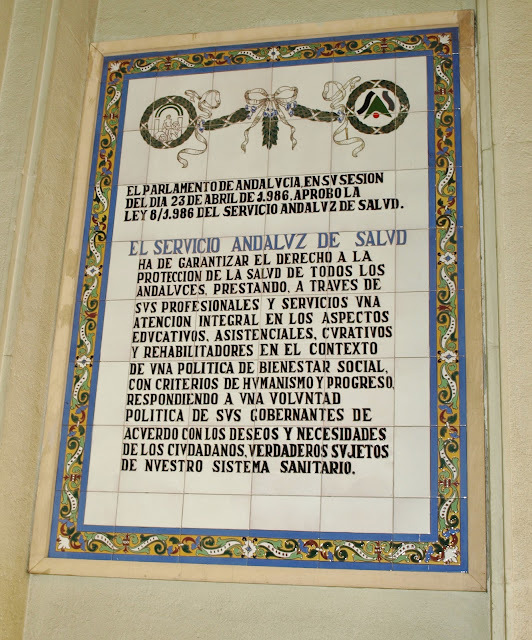 EL PARLAMENTO DE ANDALVCIA, EN SV SESION
DEL DIA 23 DE ABRIL DE 1.986, APROBO LA
LEY 8/1.986 DEL SERVICIO ANDALVZ DE SALVD.
EL SERVICIO ANDALVZ DE SALVD
HA DE GARANTIZAR EL DERECHO A LA
PROTECCION DE LA SALVD DE TODOS LOS
ANDALVCES, PRESTANDO, A TRAVES DE
SVS PROFESIONALES Y SERVICIOS VNA
ATENCION INTEGRAL EN LOS ASPECTOS
EDVCATIVOS, ASISTENCIALES, CVRATIVOS
Y REHABILITADORES EN EL CONTEXTO
DE VNA POLITICA DE BIENESTAR SOCIAL,
CON CRITERIOS DE HVMANISMO Y PROGRESO,
RESPONDIENDO A VNA VOLVNTAD
POLITICA DE SVS GOBERNANTES DE
ACVERDO CON LOS DESEOS Y NECESIDADES
DE LOS CIVDADANOS, VERDADEROS SVJETOS
DE NVESTRO SISTEMA SANITARIO.